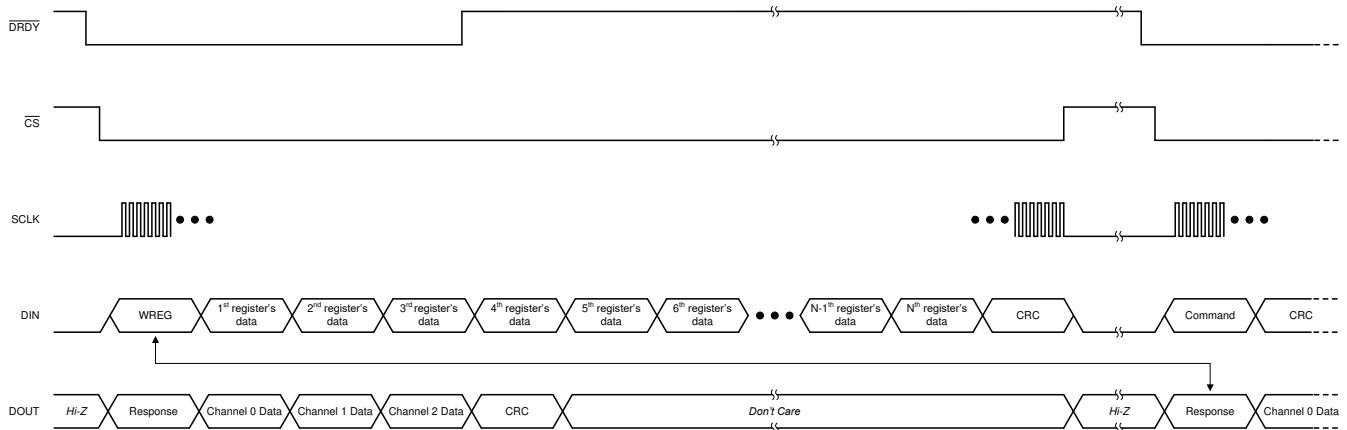 DRDY
CS
SCLK
DIN
WREG
1st register's
data
2nd register's
data
3rd register's
data
4th register's
data
5th register's
data
6th register's
data
N-1th register's
data
Nth register's
data
CRC
Command
CRC
DOUT
Hi-Z
Response
Channel 0 Data
Channel 1 Data
Channel 2 Data
CRC
Don't Care
Hi-Z
Response
Channel 0 Data